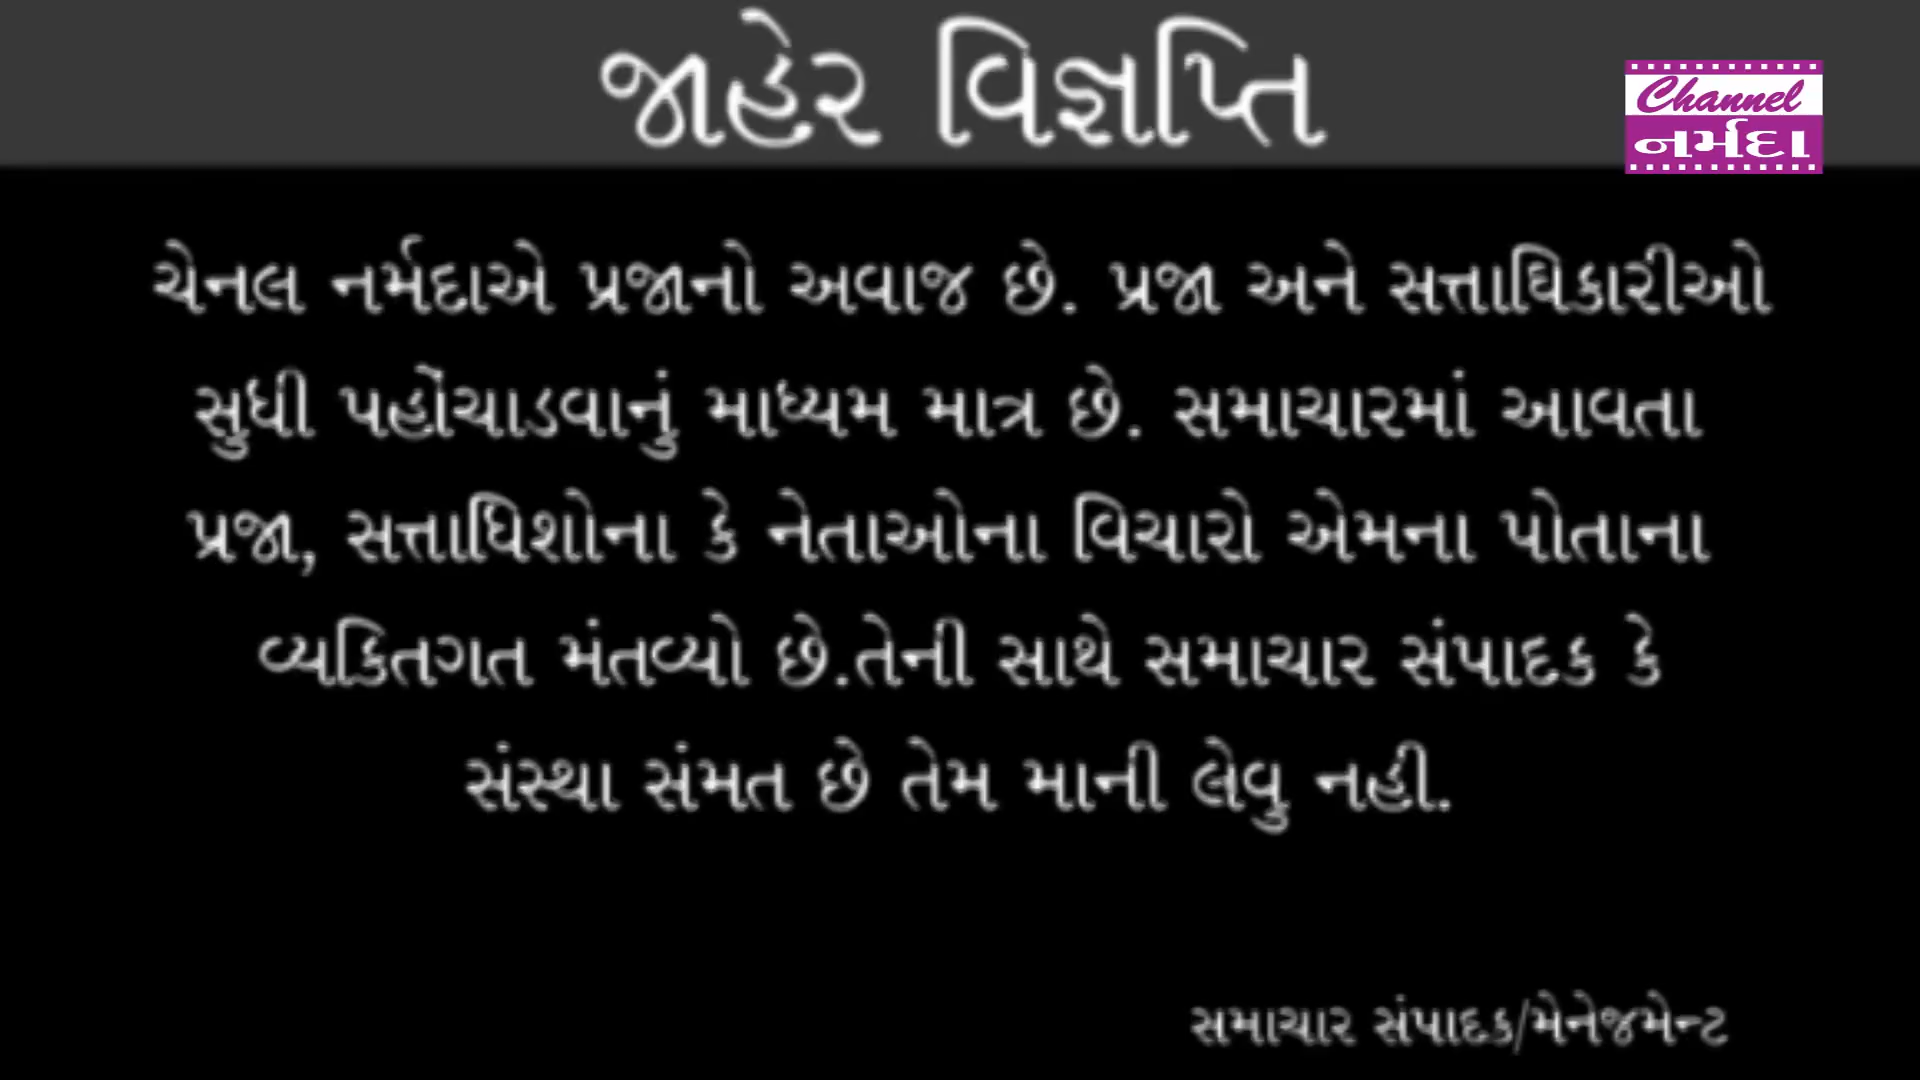 જાહેર વિજ્ઞપ્તિ
Channel
નર્મદા
ચેનલ નર્મદાએ પ્રજાનો અવાજ છે. પ્રજા અને સત્તાધિકારીઓ
સુધી પહોંચાડવાનું માધ્યમ માત્ર છે. સમાચારમાં આવતા
પ્રજા, સત્તાધિશોના કે નેતાઓના વિચારો એમના પોતાના
વ્યકિતગત મંતવ્યો છે.તેની સાથે સમાચાર સંપાદક કે
સંસ્થા સંમત છે તેમ માની લેવુ નહી.
સમાચાર સંપાદક/મેનેજમેન્ટ